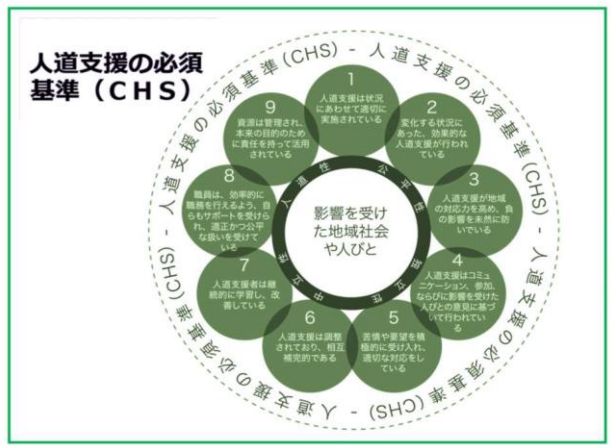 人道支援の必須
基準（ＣＨＳ）
人道支援の必須基準(CHS) - 人道支援の必須基準(CHS) - 人道支援の必須基準(CHS) - 人道支援の必須基準(CHS) -
1
人道支援は状況
にあわせて適切に
実施されている
2
変化する状況に
あった、効果的な
人道支援が行われ
ている
3
人道支援が地域
の対応力を高め、負
の影響を未然に防
いでいる
4
人道支援はコミュ
ニケーション、参加、
ならびに影響を受けた
人びとの意見に基づ
いて行われてい
る
5
苦情や要望を積
極的に受け入れ、
適切な対応をし
ている
6
人道支援は調整
されており、相互
補完的である
7
人道支援者は継
続的に学習し、改
善している
8
職員は、効率的に
職務を行えるよう、自
らもサポートを受けら
れ、適正かつ公平
な扱いを受けて
いる
9
資源は管理され、
本来の目的のため
に責任を持って活用
されている
人道性
公平性
独立性
中立性
影響を受け
た地域社会
や人びと